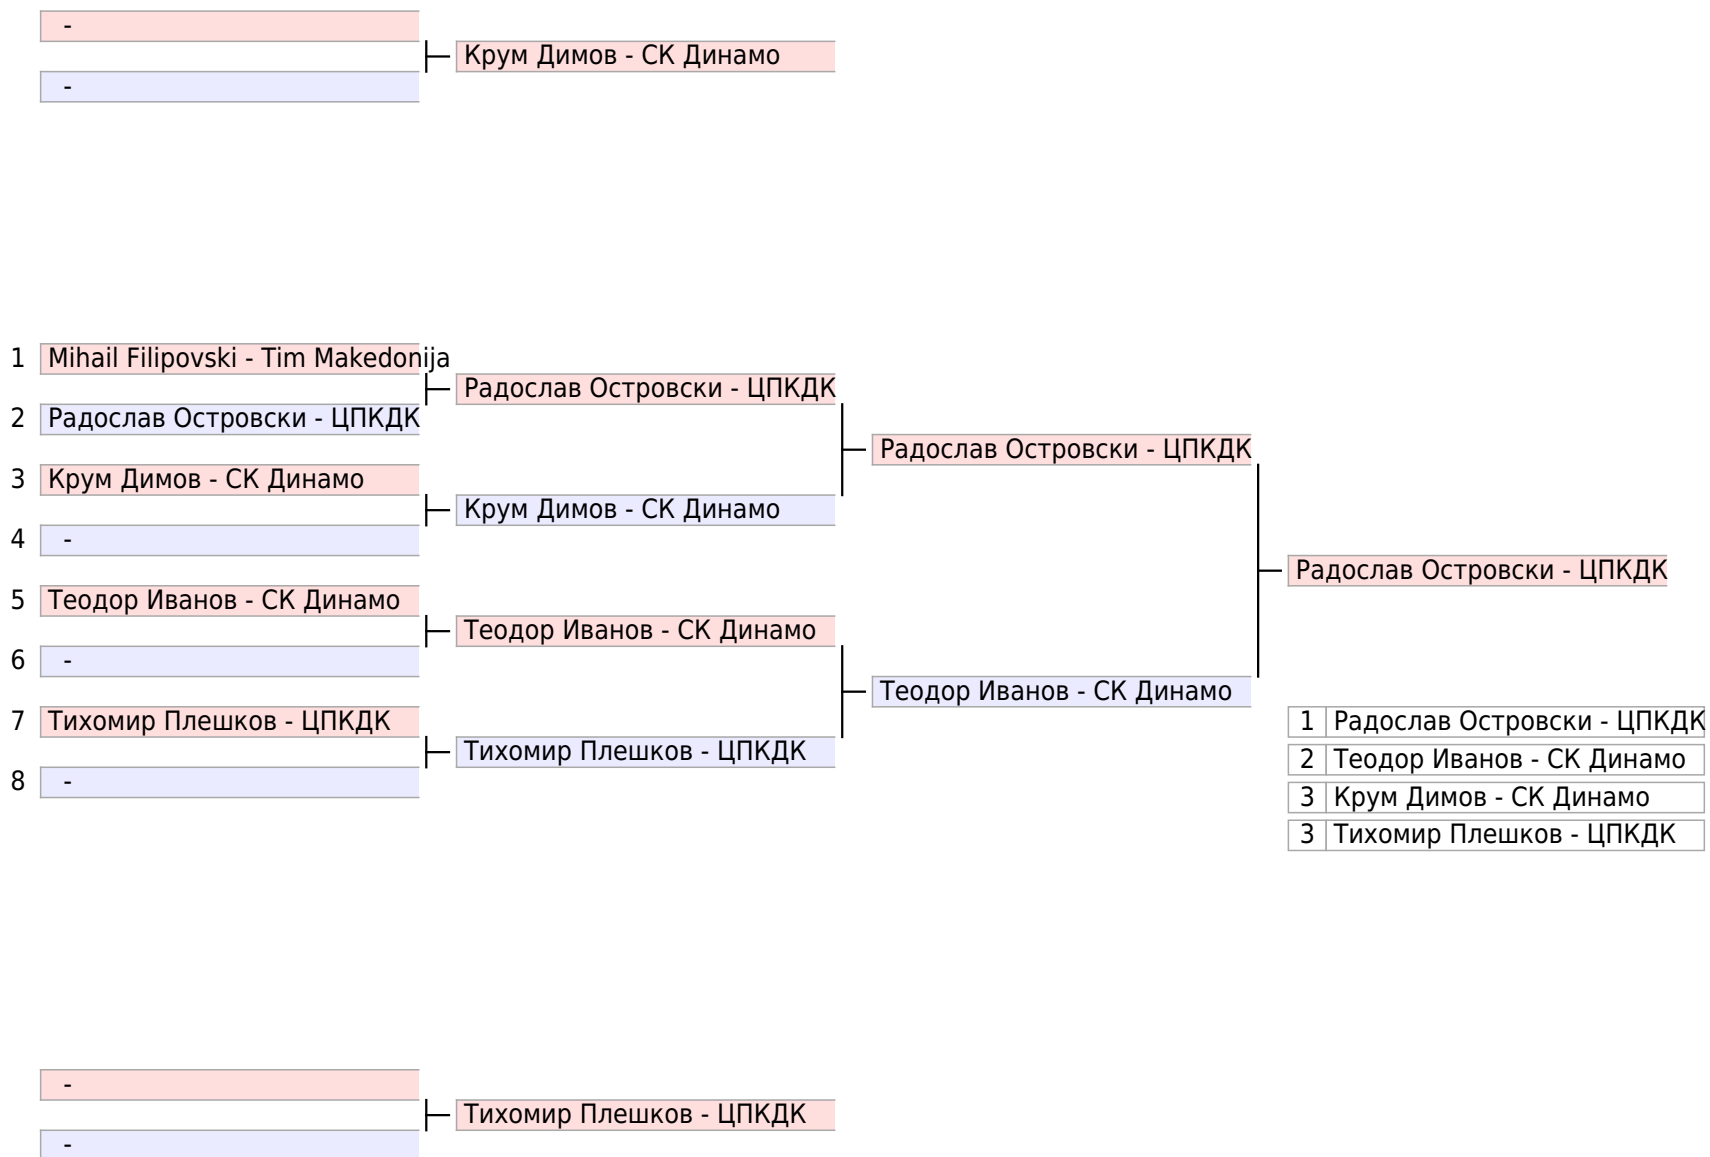 -
Крум Димов - СК Динамо
-
1 Mihail Filipovski - Tim Makedonija
Радослав Островски - ЦПКДК
2 Радослав Островски - ЦПКДК
Радослав Островски - ЦПКДК
3 Крум Димов - СК Динамо
Крум Димов - СК Динамо
4 -
Радослав Островски - ЦПКДК
5 Теодор Иванов - СК Динамо
Теодор Иванов - СК Динамо
6 -
Теодор Иванов - СК Динамо
7 Тихомир Плешков - ЦПКДК
Тихомир Плешков - ЦПКДК
8 -
1 Радослав Островски - ЦПКДК
2 Теодор Иванов - СК Динамо
3 Крум Димов - СК Динамо
3 Тихомир Плешков - ЦПКДК
-
Тихомир Плешков - ЦПКДК
-